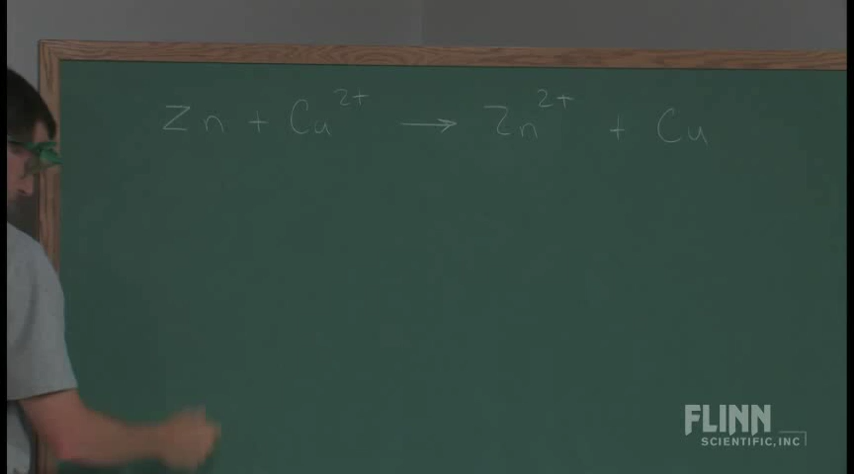 Zn + Cu²⁺ → Zn²⁺ + Cu
FLINN
SCIENTIFIC, INC